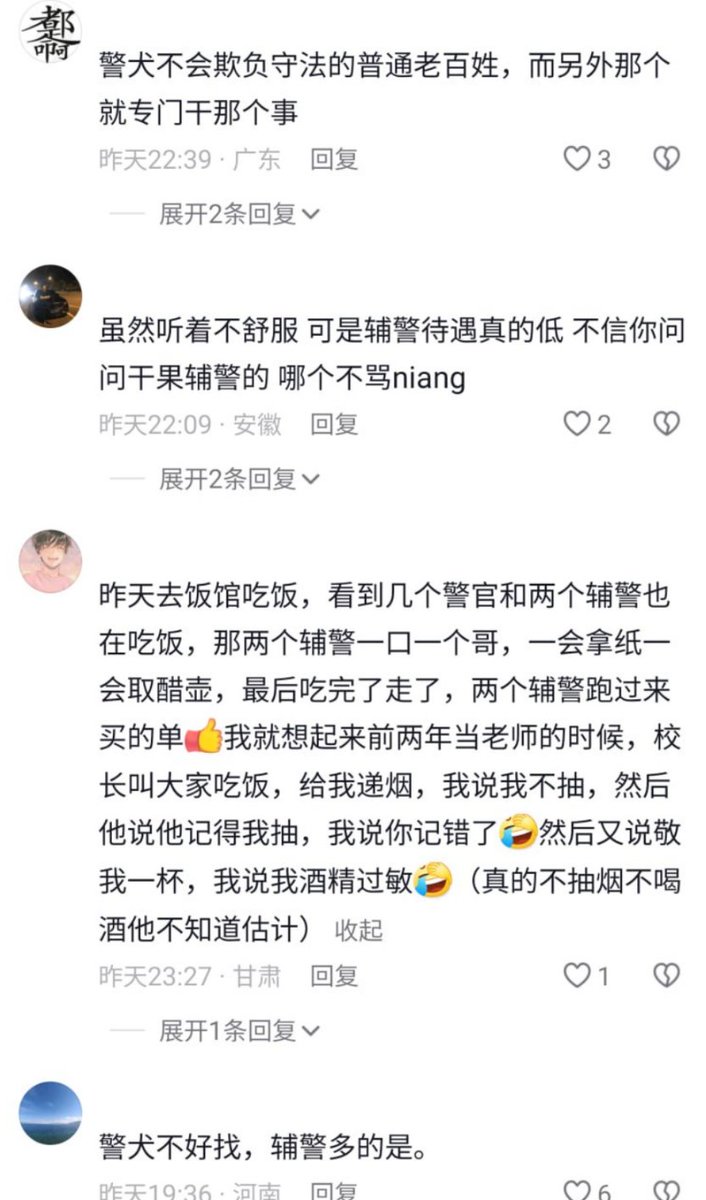 都是啊
警犬不会欺负守法的普通老百姓，而另外那个
就专门干那个事
昨天22:39 · 广东 回复 3
展开2条回复
虽然听着不舒服 可是辅警待遇真的低 不信你问
问干果辅警的 哪个不骂niang
昨天22:09 · 安徽 回复 2
展开2条回复
昨天去饭馆吃饭，看到几个警官和两个辅警也
在吃饭，那两个辅警一口一个哥，一会拿纸一
会取醋壶，最后吃完了走了，两个辅警跑过来
买的单👍我就想起来前两年当老师的时候，校
长叫大家吃饭，给我递烟，我说我不抽，然后
他说他记得我抽，我说你记错了🤣然后又说敬
我一杯，我说我酒精过敏🤣（真的不抽烟不喝
酒他不知道估计） 收起
昨天23:27 · 甘肃 回复 1
展开1条回复
警犬不好找，辅警多的是。
昨天19:36 · 河南 回复 6